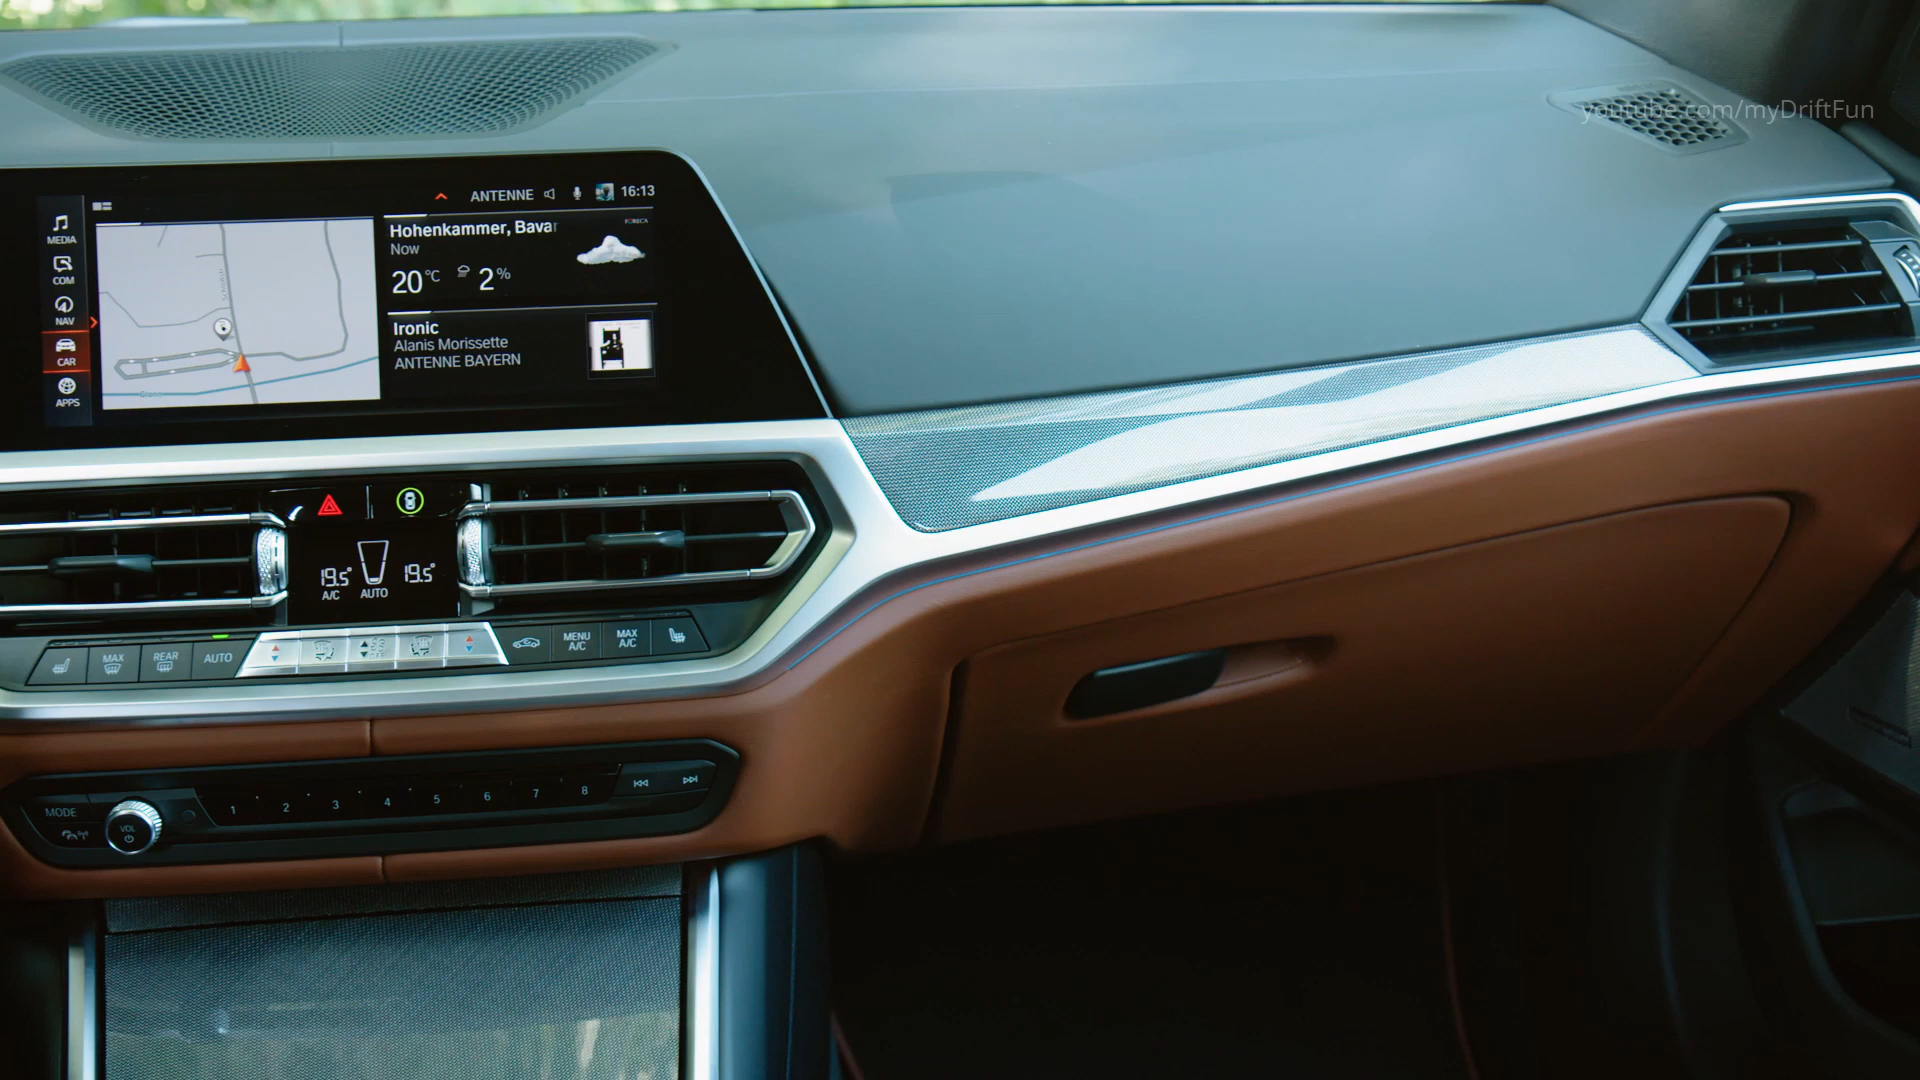 youtube.com/myDriftFun
ANTENNE 16:13
MEDIA
COM
NAV
CAR
APPS
FORECA
Hohenkammer, Bavar
Now
20°C 2%
Ironic
Alanis Morissette
ANTENNE BAYERN
19.5° 19.5°
A/C AUTO
MAX REAR AUTO MENU A/C MAX A/C
MODE VOL 1 2 3 4 5 6 7 8